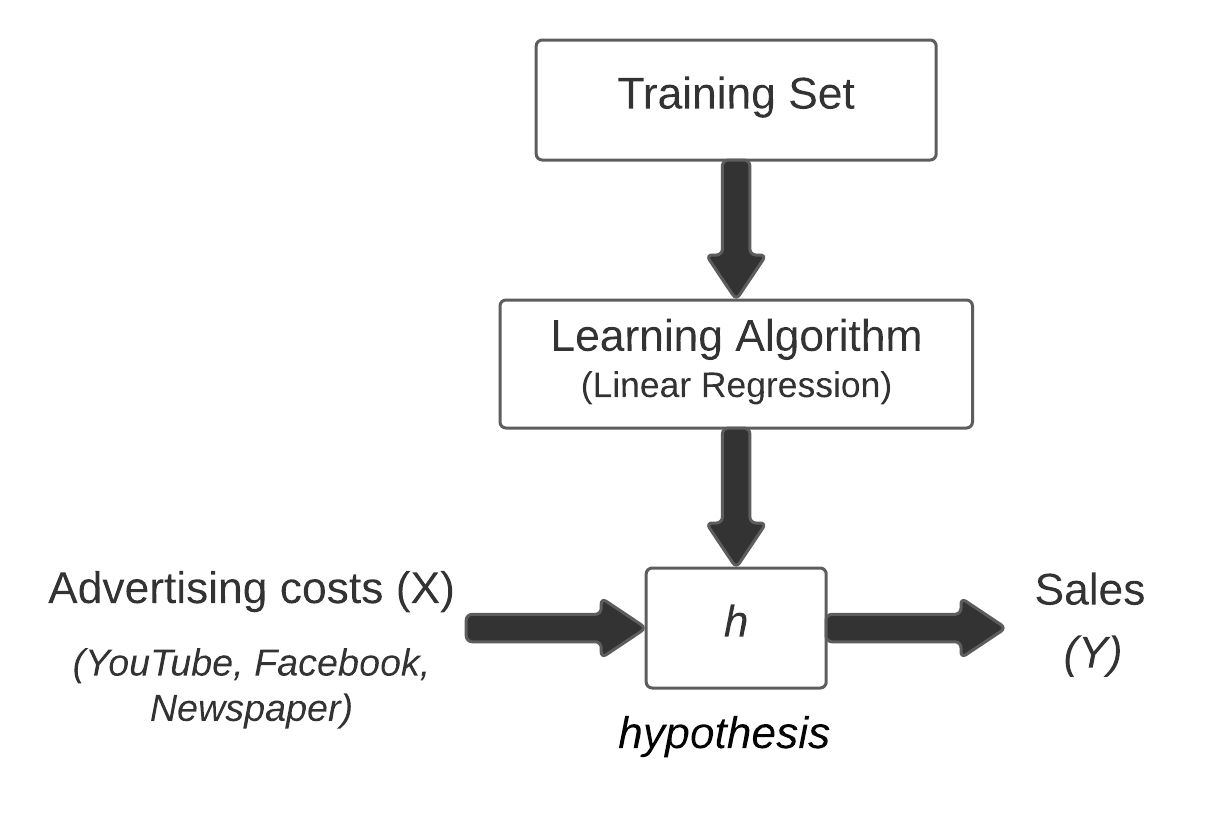 Training Set
Learning Algorithm
(Linear Regression)
Advertising costs (X)
(YouTube, Facebook,
Newspaper)
h
hypothesis
Sales
(Y)